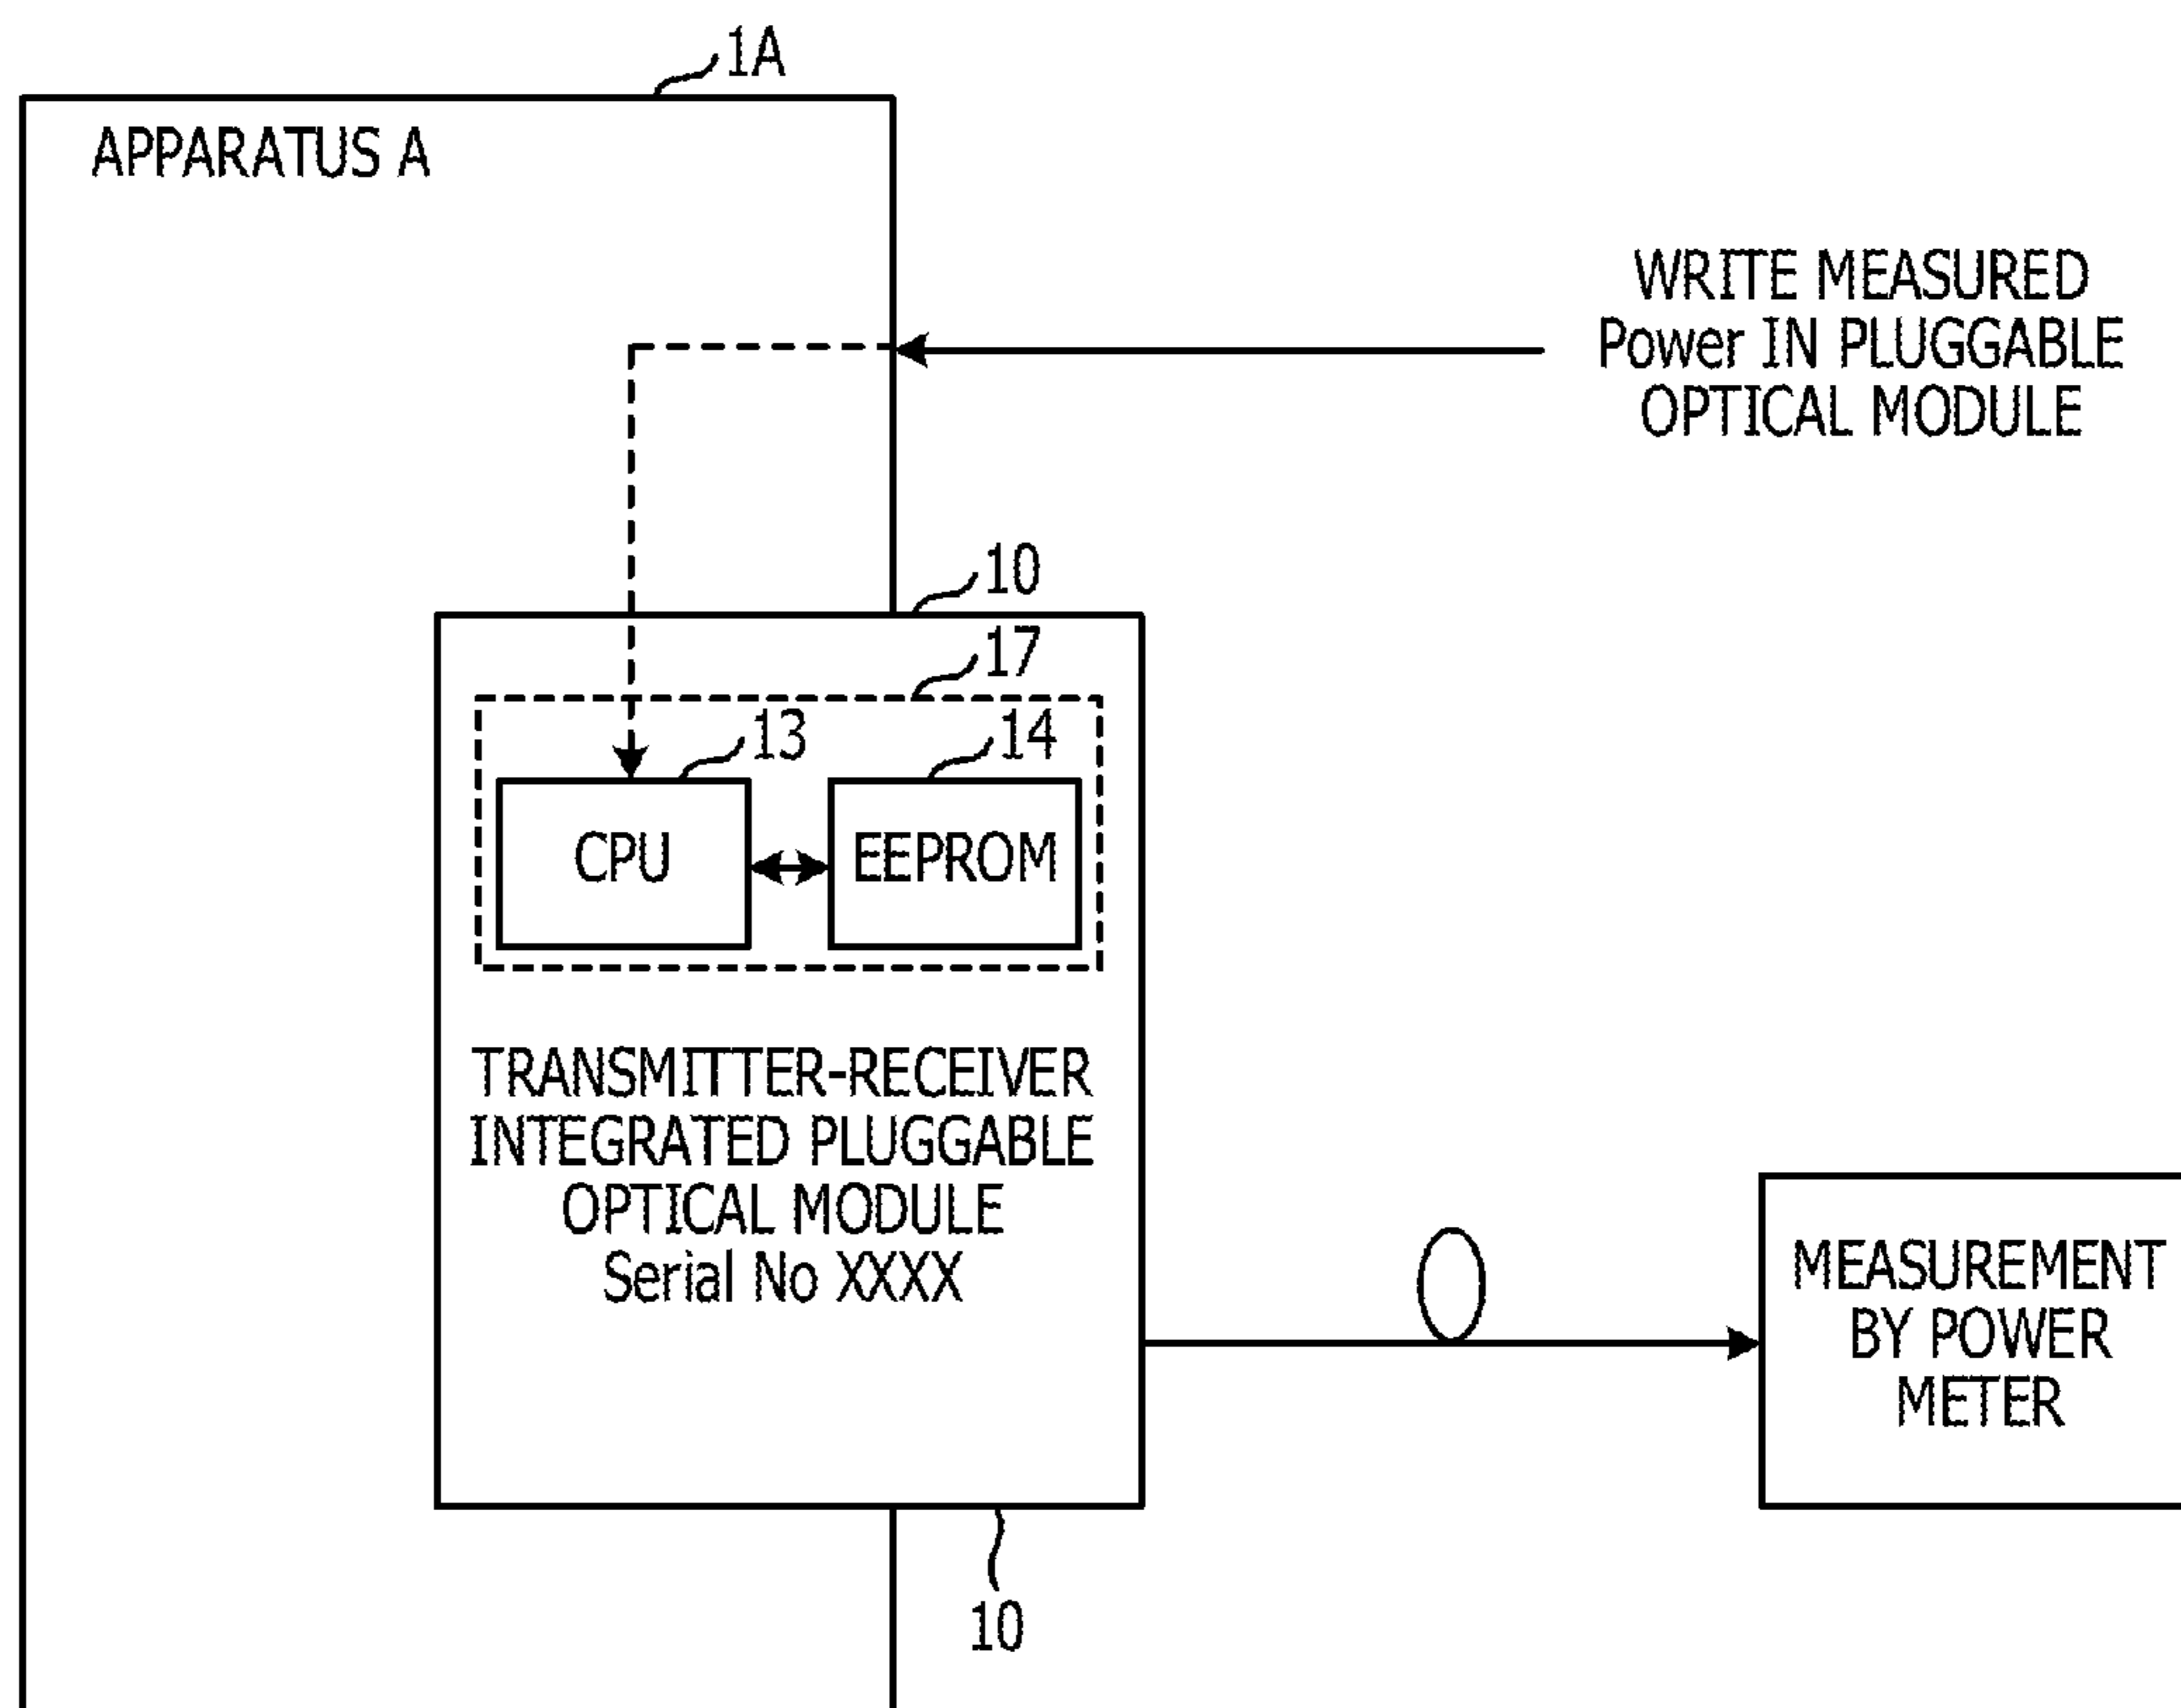 1A
APPARATUS A
WRITE MEASURED
Power IN PLUGGABLE
OPTICAL MODULE
10
17
13
14
CPU
EEPROM
TRANSMITTER-RECEIVER
INTEGRATED PLUGGABLE
OPTICAL MODULE
Serial No XXXX
MEASUREMENT
BY POWER
METER
10